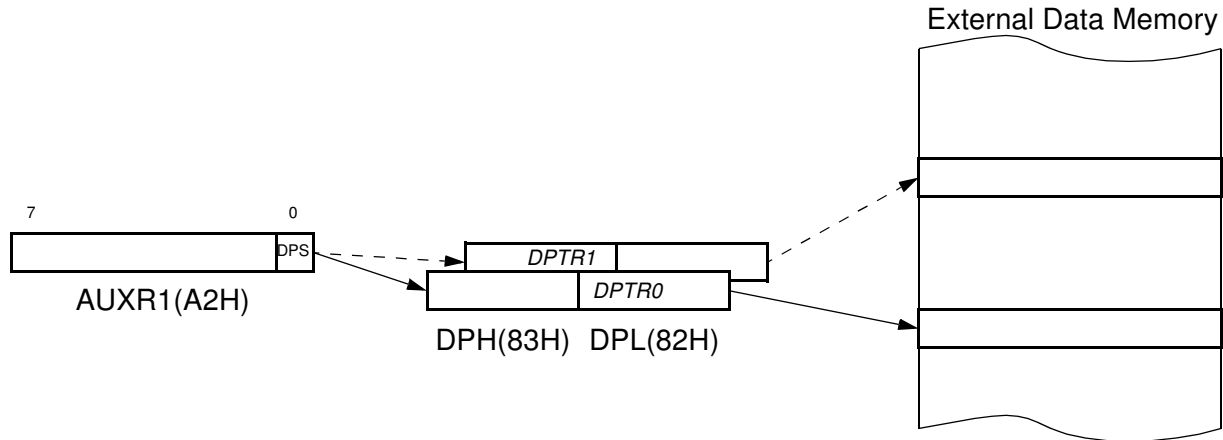 External Data Memory
7 0
DPS
AUXR1(A2H)
DPTR1
DPTR0
DPH(83H) DPL(82H)